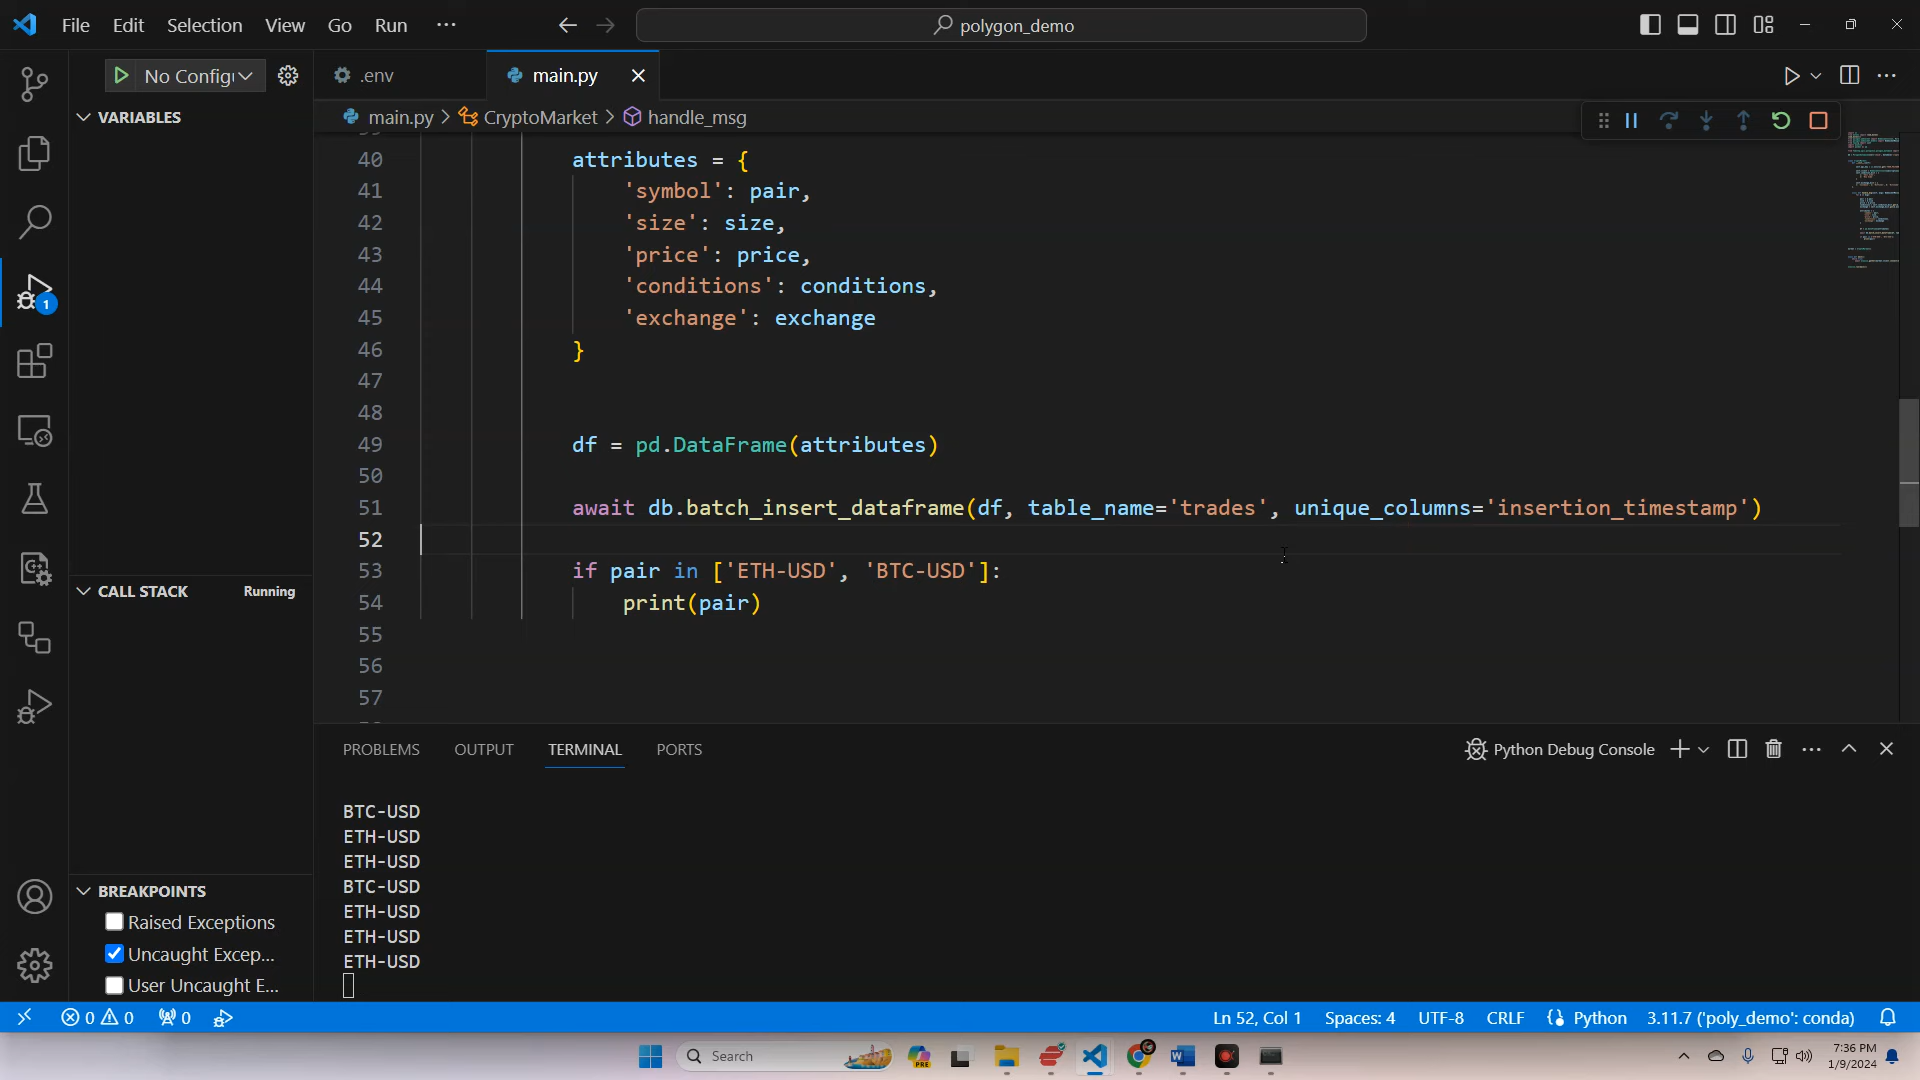 File Edit Selection View Go Run ···
polygon_demo
No Configu
.env
main.py
main.py > CryptoMarket > handle_msg
VARIABLES
CALL STACK Running
BREAKPOINTS
Raised Exceptions
Uncaught Excep...
User Uncaught E...
1
40 attributes = {
41 'symbol': pair,
42 'size': size,
43 'price': price,
44 'conditions': conditions,
45 'exchange': exchange
46 }
47
48
49 df = pd.DataFrame(attributes)
50
51 await db.batch_insert_dataframe(df, table_name='trades', unique_columns='insertion_timestamp')
52
53 if pair in ['ETH-USD', 'BTC-USD']:
54 print(pair)
55
56
57
PROBLEMS OUTPUT TERMINAL PORTS
Python Debug Console
BTC-USD
ETH-USD
ETH-USD
BTC-USD
ETH-USD
ETH-USD
ETH-USD
0 0 0
Ln 52, Col 1 Spaces: 4 UTF-8 CRLF Python 3.11.7 ('poly_demo': conda)
Search
PRE
7:36 PM
1/9/2024